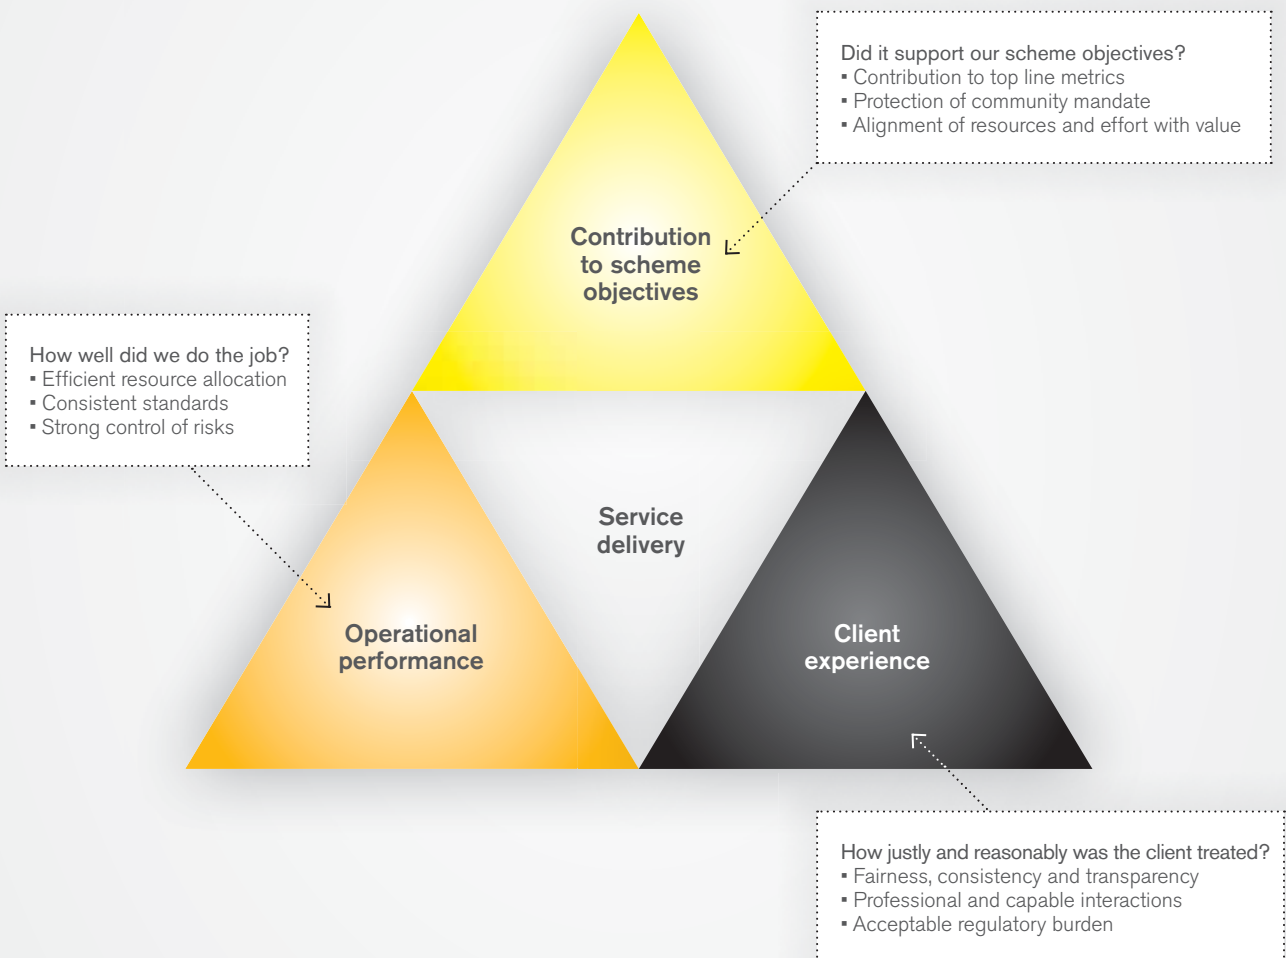 Did it support our scheme objectives?
▪ Contribution to top line metrics
▪ Protection of community mandate
▪ Alignment of resources and effort with value
Contribution
to scheme
objectives
How well did we do the job?
▪ Efficient resource allocation
▪ Consistent standards
▪ Strong control of risks
Service
delivery
Operational
performance
Client
experience
How justly and reasonably was the client treated?
▪ Fairness, consistency and transparency
▪ Professional and capable interactions
▪ Acceptable regulatory burden